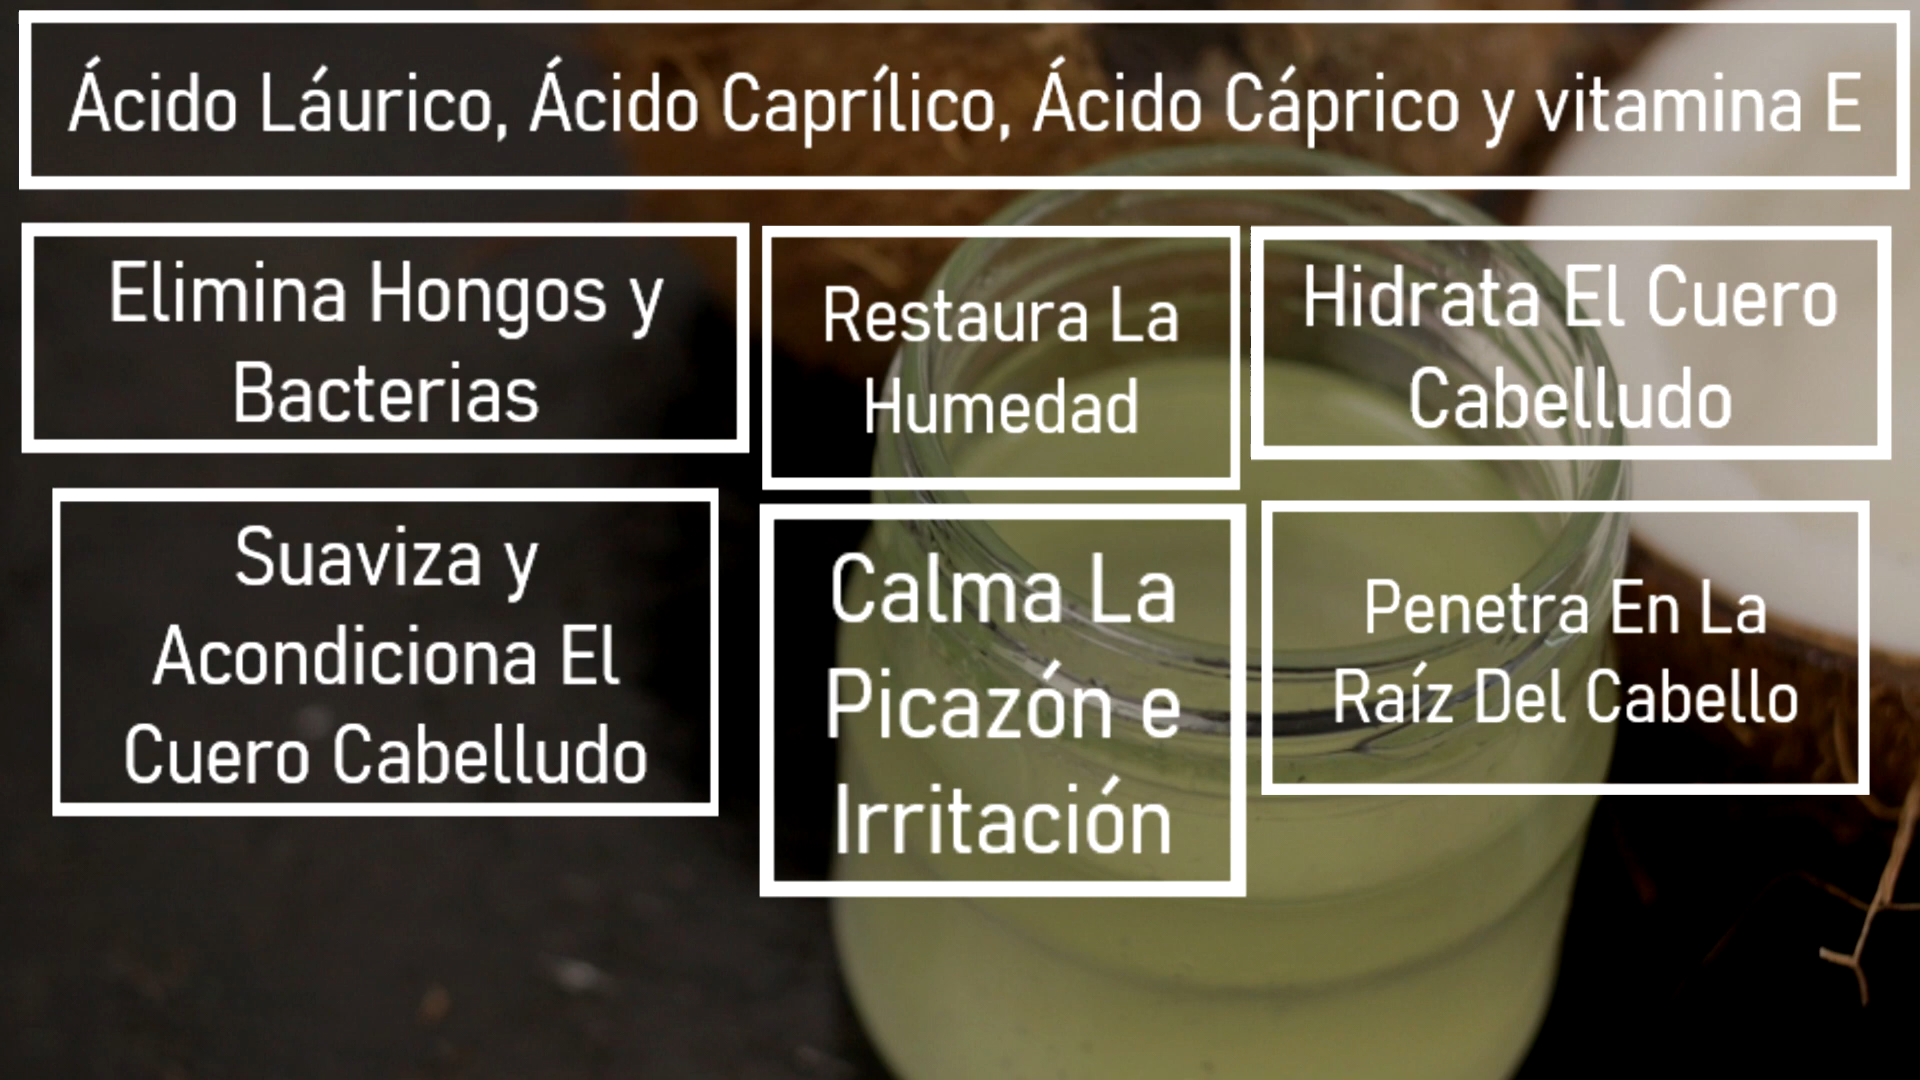 Ácido Láurico, Ácido Caprílico, Ácido Cáprico y vitamina E
Elimina Hongos y
Bacterias
Restaura La
Humedad
Hidrata El Cuero
Cabelludo
Suaviza y
Acondiciona El
Cuero Cabelludo
Calma La
Picazón e
Irritación
Penetra En La
Raíz Del Cabello